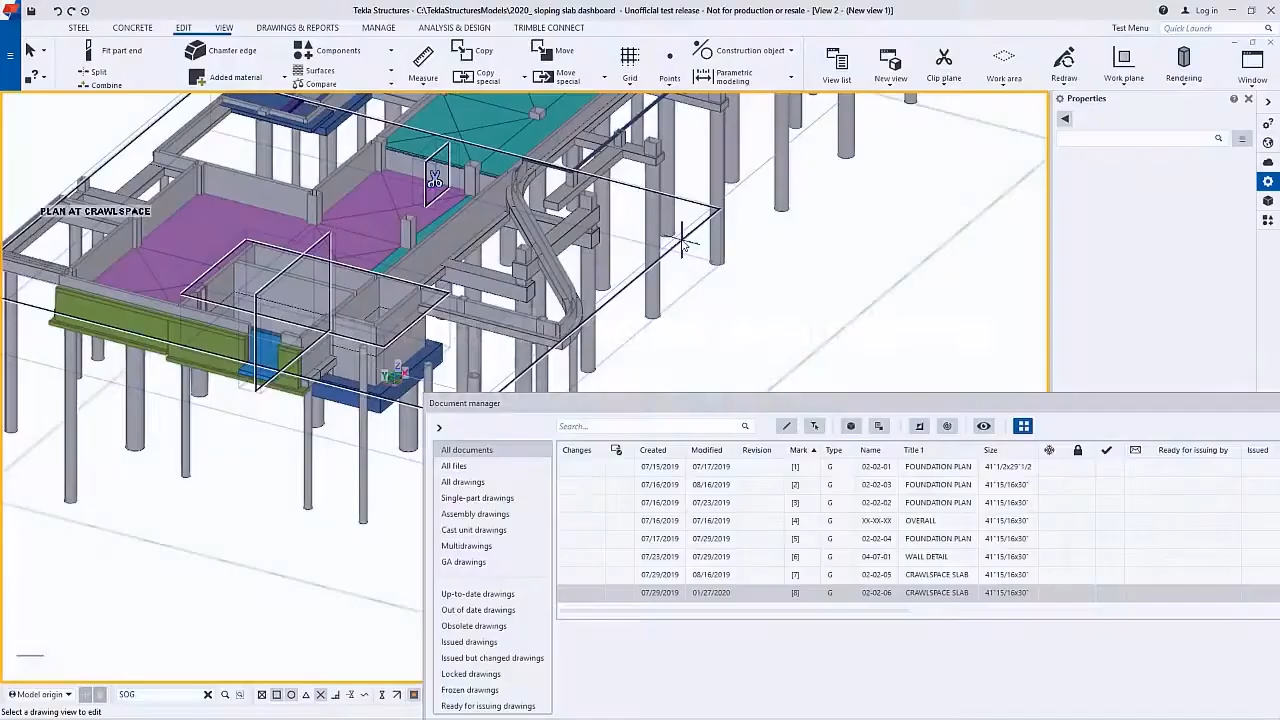 Tekla Structures - C:\TeklaStructuresModels\2020_ sloping slab dashboard - Unofficial test release - Not for production or resale - [View 2 - (New view 1)]
Log in
STEEL CONCRETE EDIT VIEW DRAWINGS & REPORTS MANAGE ANALYSIS & DESIGN TRIMBLE CONNECT
Test Menu Quick Launch
Fit part end
Split
Combine
Chamfer edge
Added material
Components
Surfaces
Compare
Measure
Copy
Copy special
Move
Move special
Grid
Points
Construction object
Parametric modeling
View list
New view
Clip plane
Work area
Redraw
Work plane
Rendering
Window
Properties
PLAN AT CRAWLSPACE
Z
Y X
Document manager
Search...
All documents
All files
All drawings
Single-part drawings
Assembly drawings
Cast unit drawings
Multidrawings
GA drawings
Up-to-date drawings
Out of date drawings
Obsolete drawings
Issued drawings
Issued but changed drawings
Locked drawings
Frozen drawings
Ready for issuing drawings
Changes Created Modified Revision Mark Type Name Title 1 Size Ready for issuing by Issued
07/15/2019 07/17/2019 [1] G 02-02-01 FOUNDATION PLAN 41"1/2x29"1/2
07/16/2019 08/16/2019 [2] G 02-02-03 FOUNDATION PLAN 41"15/16x30"
07/16/2019 07/23/2019 [3] G 02-02-02 FOUNDATION PLAN 41"15/16x30"
07/16/2019 07/16/2019 [4] G XX-XX-XX OVERALL 41"15/16x30"
07/17/2019 07/29/2019 [5] G 02-02-04 FOUNDATION PLAN 41"15/16x30"
07/23/2019 07/29/2019 [6] G 04-07-01 WALL DETAIL 41"15/16x30"
07/29/2019 08/16/2019 [7] G 02-02-05 CRAWLSPACE SLAB 41"15/16x30"
07/29/2019 01/27/2020 [8] G 02-02-06 CRAWLSPACE SLAB 41"15/16x30"
Model origin
SOG
Select a drawing view to edit